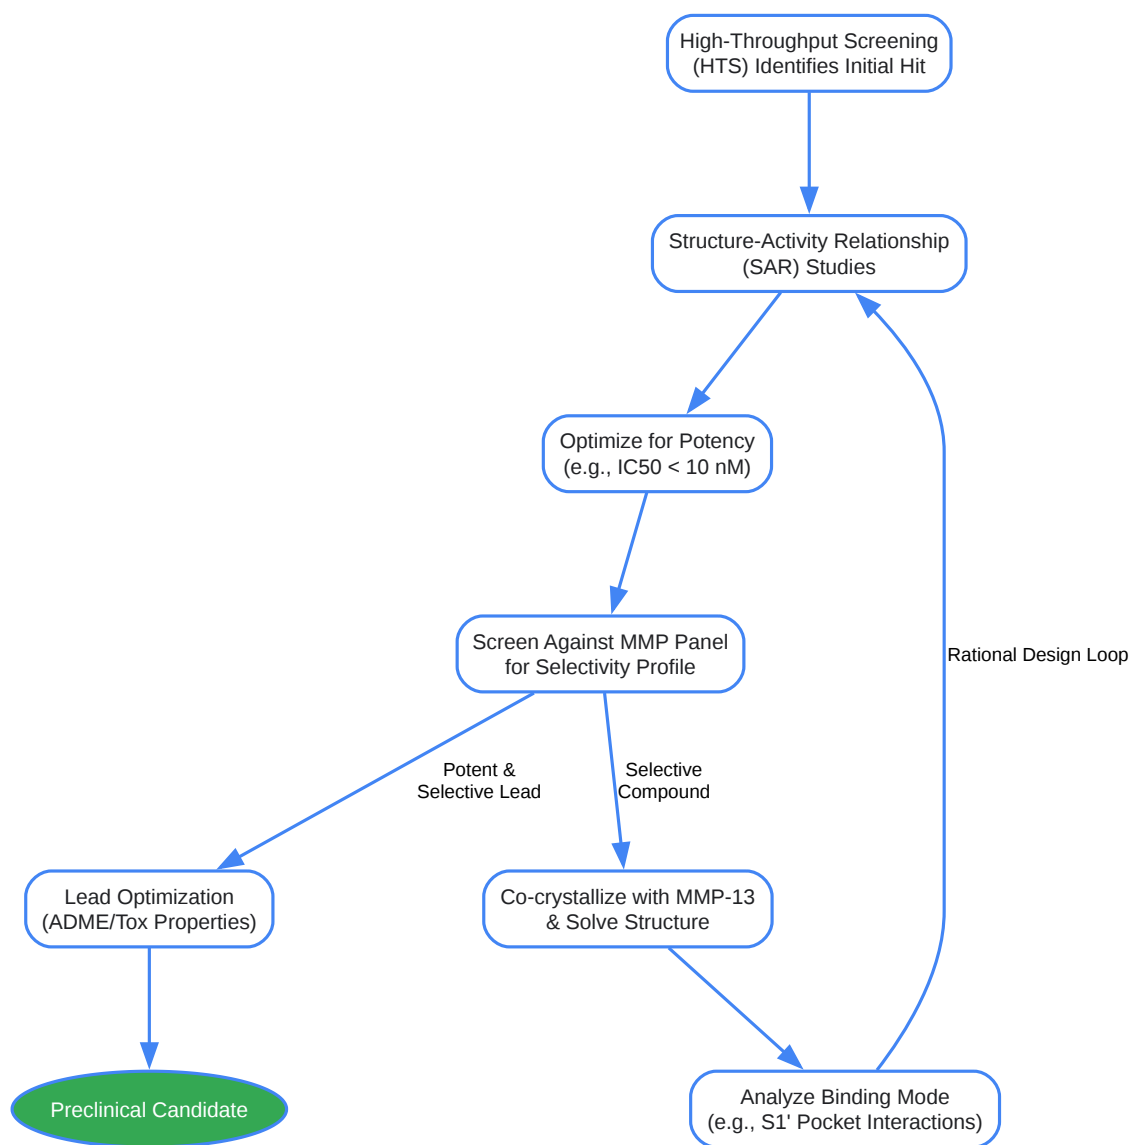 High-Throughput Screening
(HTS) Identifies Initial Hit
Structure-Activity Relationship
(SAR) Studies
Optimize for Potency
(e.g., IC50 < 10 nM)
Screen Against MMP Panel
for Selectivity Profile
Rational Design Loop
Potent &
Selective Lead
Selective
Compound
Lead Optimization
(ADME/Tox Properties)
Co-crystallize with MMP-13
& Solve Structure
Preclinical Candidate
Analyze Binding Mode
(e.g., S1' Pocket Interactions)